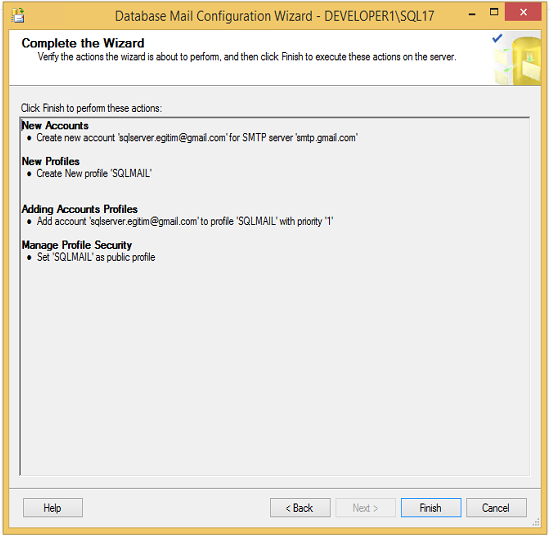 Database Mail Configuration Wizard - DEVELOPER1\SQL17
Complete the Wizard
Verify the actions the wizard is about to perform, and then click Finish to execute these actions on the server.
Click Finish to perform these actions:
New Accounts
• Create new account 'sqlserver.egitim@gmail.com' for SMTP server 'smtp.gmail.com'
New Profiles
• Create New profile 'SQLMAIL'
Adding Accounts Profiles
• Add account 'sqlserver.egitim@gmail.com' to profile 'SQLMAIL' with priority '1'
Manage Profile Security
• Set 'SQLMAIL' as public profile
Help < Back Next > Finish Cancel